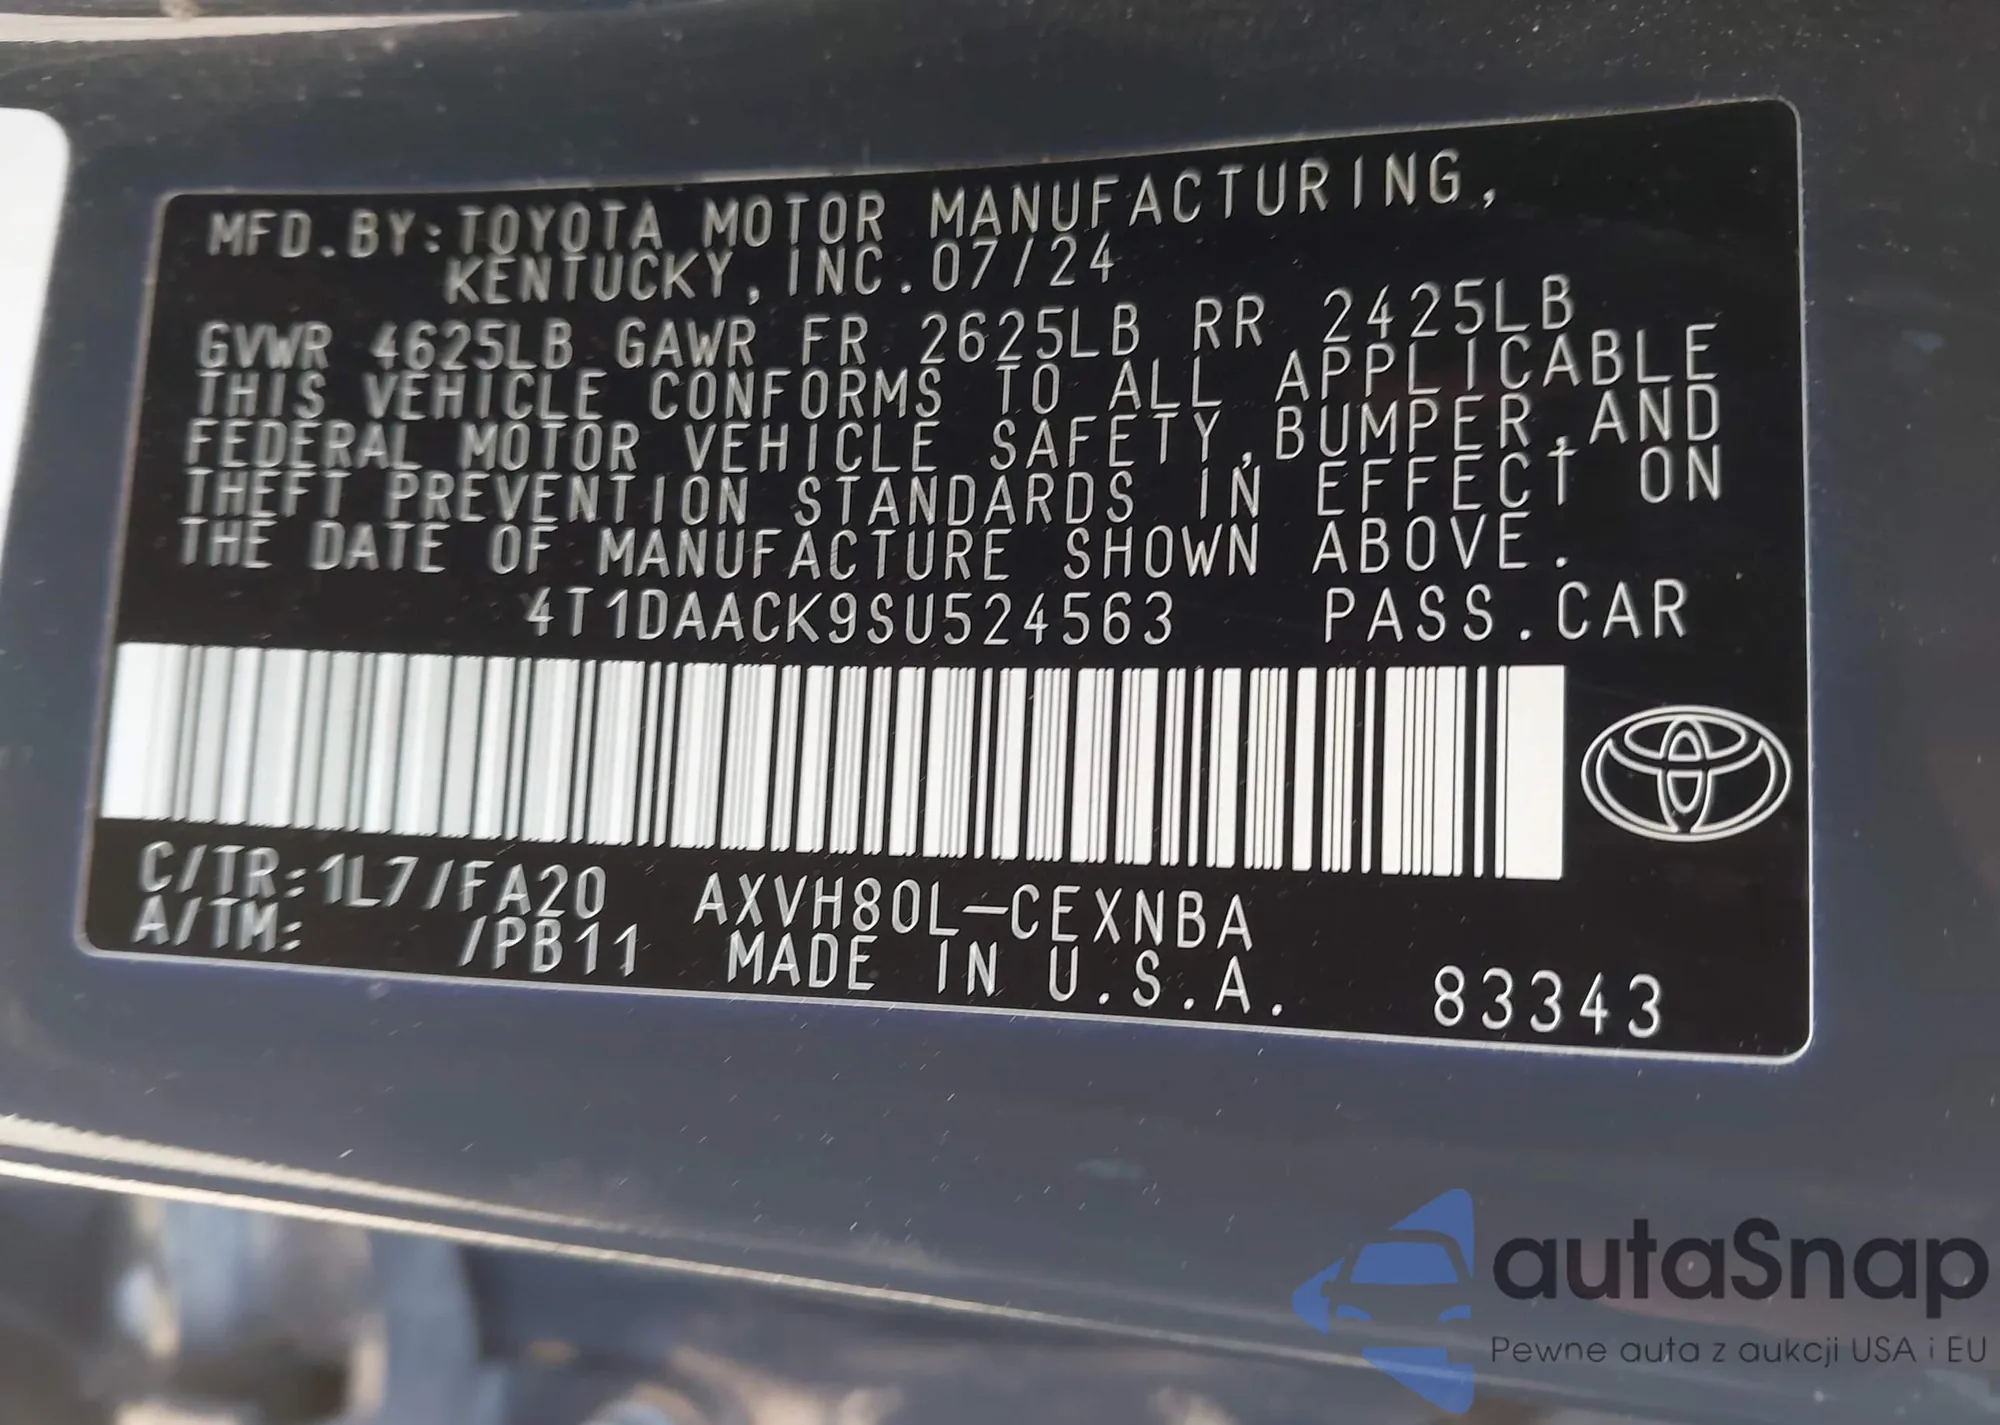 MFD.BY:TOYOTA MOTOR MANUFACTURING,
KENTUCKY, INC. 07/24
GVWR 4625LB GAWR FR 2625LB RR 2425LB
THIS VEHICLE CONFORMS TO ALL APPLICABLE
FEDERAL MOTOR VEHICLE SAFETY,BUMPER,AND
THEFT PREVENTION STANDARDS IN EFFECT ON
THE DATE OF MANUFACTURE SHOWN ABOVE.
4T1DAACK9SU524563 PASS.CAR
C/TR:1L7/FA20 AXVH80L-CEXNBA
A/TM: /PB11 MADE IN U.S.A. 83343
autaSnap
Pewne auta z aukcji USA i EU